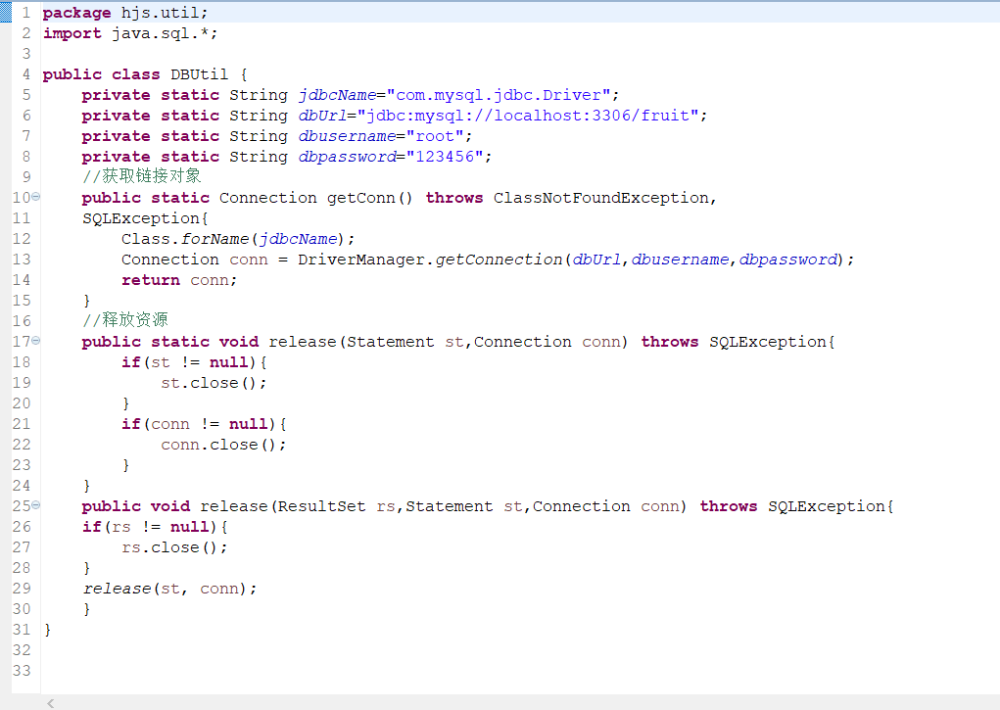 1 package hjs.util;
2 import java.sql.*;
3
4 public class DBUtil {
5     private static String jdbcName="com.mysql.jdbc.Driver";
6     private static String dbUrl="jdbc:mysql://localhost:3306/fruit";
7     private static String dbusername="root";
8     private static String dbpassword="123456";
9     //获取链接对象
10     public static Connection getConn() throws ClassNotFoundException,
11     SQLException{
12         Class.forName(jdbcName);
13         Connection conn = DriverManager.getConnection(dbUrl,dbusername,dbpassword);
14         return conn;
15     }
16     //释放资源
17     public static void release(Statement st,Connection conn) throws SQLException{
18         if(st != null){
19             st.close();
20         }
21         if(conn != null){
22             conn.close();
23         }
24     }
25     public void release(ResultSet rs,Statement st,Connection conn) throws SQLException{
26     if(rs != null){
27         rs.close();
28     }
29     release(st, conn);
30     }
31 }
32
33